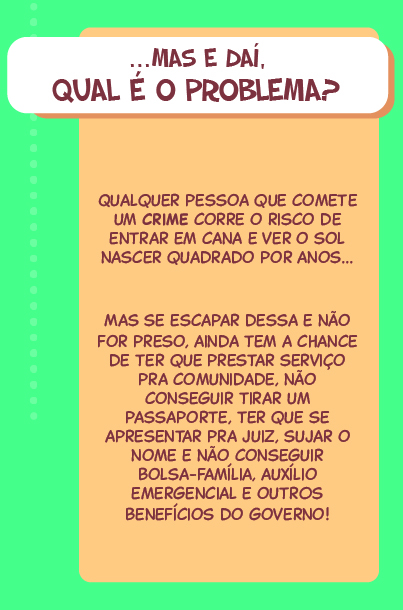 ...MAS E DAÍ,
QUAL É O PROBLEMA?
QUALQUER PESSOA QUE COMETE
UM CRIME CORRE O RISCO DE
ENTRAR EM CANA E VER O SOL
NASCER QUADRADO POR ANOS...
MAS SE ESCAPAR DESSA E NÃO
FOR PRESO, AINDA TEM A CHANCE
DE TER QUE PRESTAR SERVIÇO
PRA COMUNIDADE, NÃO
CONSEGUIR TIRAR UM
PASSAPORTE, TER QUE SE
APRESENTAR PRA JUIZ, SUJAR O
NOME E NÃO CONSEGUIR
BOLSA-FAMÍLIA, AUXÍLIO
EMERGENCIAL E OUTROS
BENEFÍCIOS DO GOVERNO!